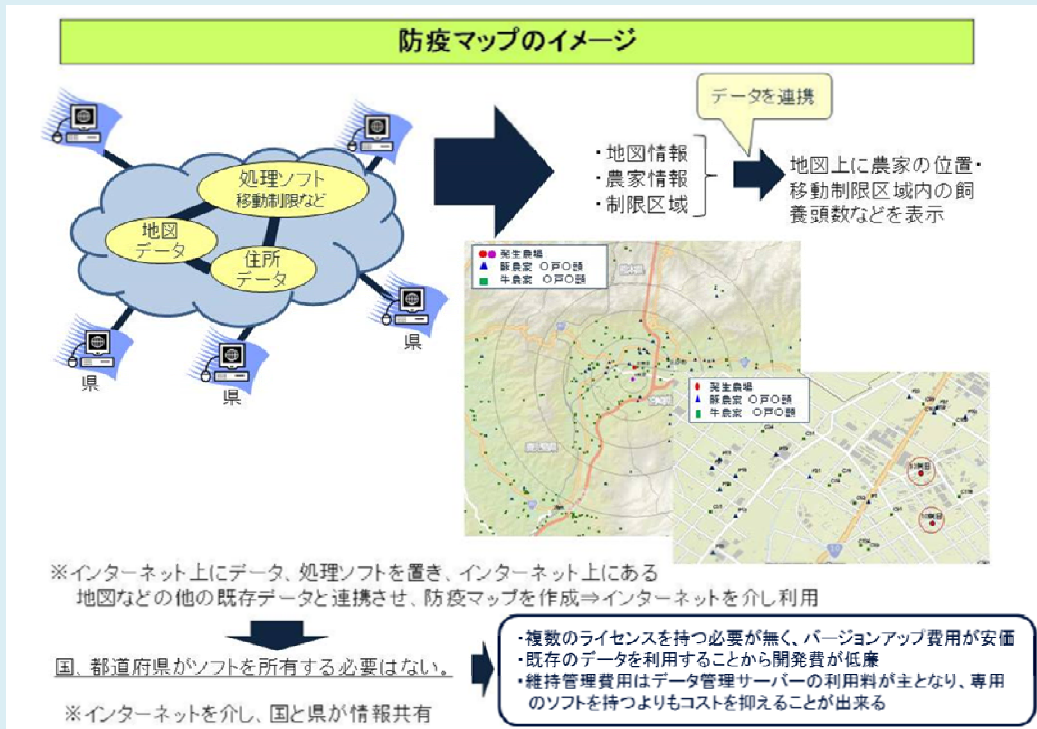 防疫マップのイメージ
データを連携
処理ソフト
移動制限など
地図
データ
住所
データ
県
県
県
・地図情報
・農家情報
・制限区域
地図上に農家の位置・
移動制限区域内の飼
養頭数などを表示
発生農場
豚農家 〇戸〇頭
牛農家 〇戸〇頭
発生農場
豚農家 〇戸〇頭
牛農家 〇戸〇頭
※インターネット上にデータ、処理ソフトを置き、インターネット上にある
地図などの他の既存データと連携させ、防疫マップを作成⇒インターネットを介し利用
国、都道府県がソフトを所有する必要はない。
※インターネットを介し、国と県が情報共有
・複数のライセンスを持つ必要が無く、バージョンアップ費用が安価
・既存のデータを利用することから開発費が低廉
・維持管理費用はデータ管理サーバーの利用料が主となり、専用
のソフトを持つよりもコストを抑えることが出来る